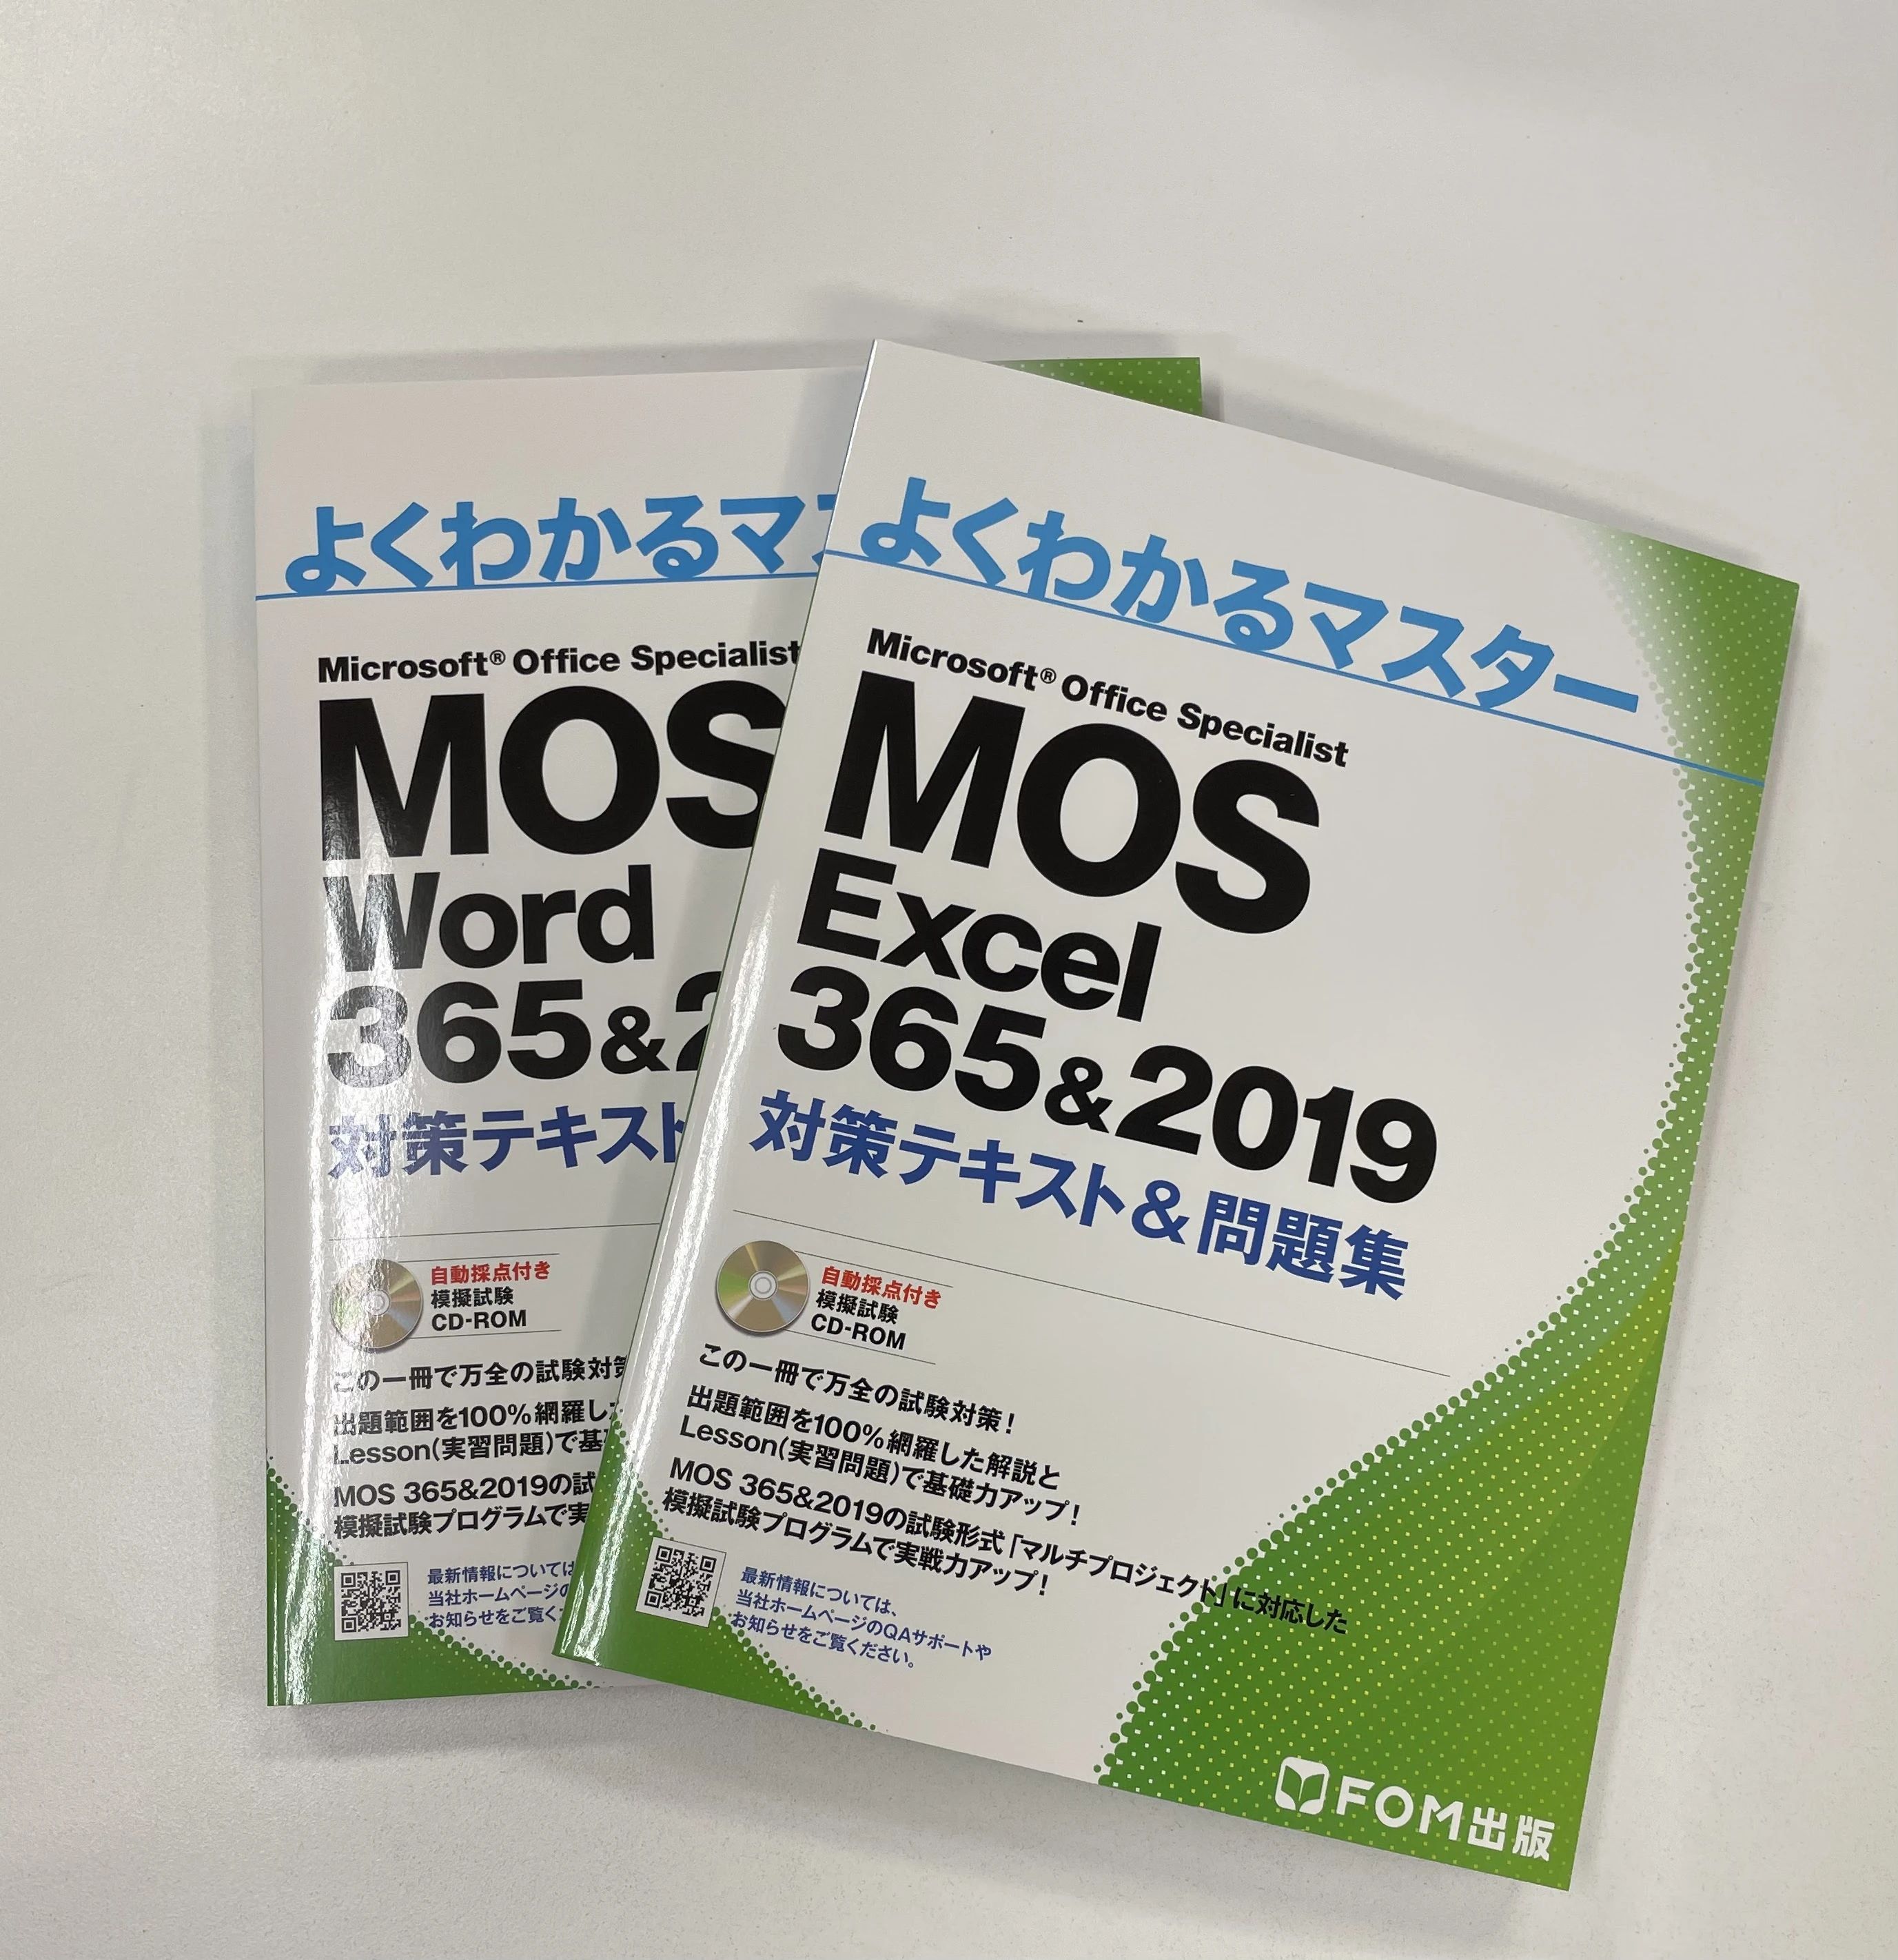 よくわかるマス
Microsoft® Office Specialist
MOS
Word
365&2
対策テキスト
自動採点付き
模擬試験
CD-ROM
この一冊で万全の試験対策
出題範囲を100%網羅し
Lesson(実習問題)で基
MOS 365&2019の試
模擬試験プログラムで実
最新情報については
当社ホームページの
お知らせをご覧く
よくわかるマスター
Microsoft® Office Specialist
MOS
Excel
365&2019
対策テキスト&問題集
自動採点付き
模擬試験
CD-ROM
この一冊で万全の試験対策!
出題範囲を100%網羅した解説と
Lesson(実習問題)で基礎力アップ!
MOS 365&2019の試験形式「マルチプロジェクト」に対応した
模擬試験プログラムで実戦力アップ!
最新情報については、
当社ホームページのQAサポートや
お知らせをご覧ください。
FOM出版